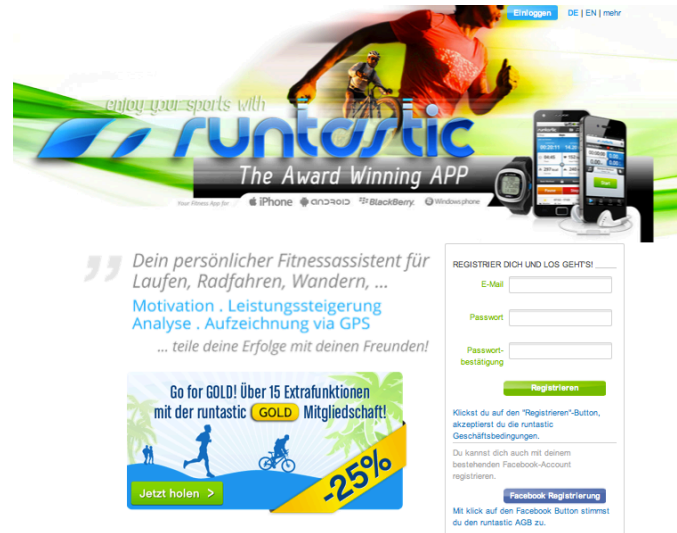 Einloggen DE | EN | mehr
enjoy your sports with
runtastic
The Award Winning APP
Your Fitness App for: iPhone ANDROID BlackBerry. Windows phone
Dein persönlicher Fitnessassistent für
Laufen, Radfahren, Wandern, ...
Motivation . Leistungssteigerung
Analyse . Aufzeichnung via GPS
... teile deine Erfolge mit deinen Freunden!
Go for GOLD! Über 15 Extrafunktionen
mit der runtastic GOLD Mitgliedschaft!
-25%
Jetzt holen >
REGISTRIER DICH UND LOS GEHT'S!
E-Mail
Passwort
Passwort-
bestätigung
Registrieren
Klickst du auf den "Registrieren"-Button,
akzeptierst du die runtastic
Geschäftsbedingungen.
Du kannst dich auch mit deinem
bestehenden Facebook-Account
registrieren.
Facebook Registrierung
Mit klick auf den Facebook Button stimmst
du den runtastic AGB zu.